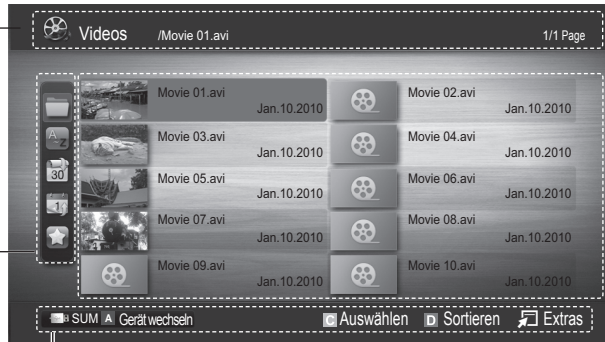 Videos /Movie 01.avi 1/1 Page
Movie 01.avi Movie 02.avi
Jan.10.2010 Jan.10.2010
Movie 03.avi Movie 04.avi
Jan.10.2010 Jan.10.2010
Movie 05.avi Movie 06.avi
Jan.10.2010 Jan.10.2010
Movie 07.avi Movie 08.avi
Jan.10.2010 Jan.10.2010
Movie 09.avi Movie 10.avi
Jan.10.2010 Jan.10.2010
A Z
30
1
SUM A Gerät wechseln C Auswählen D Sortieren Extras